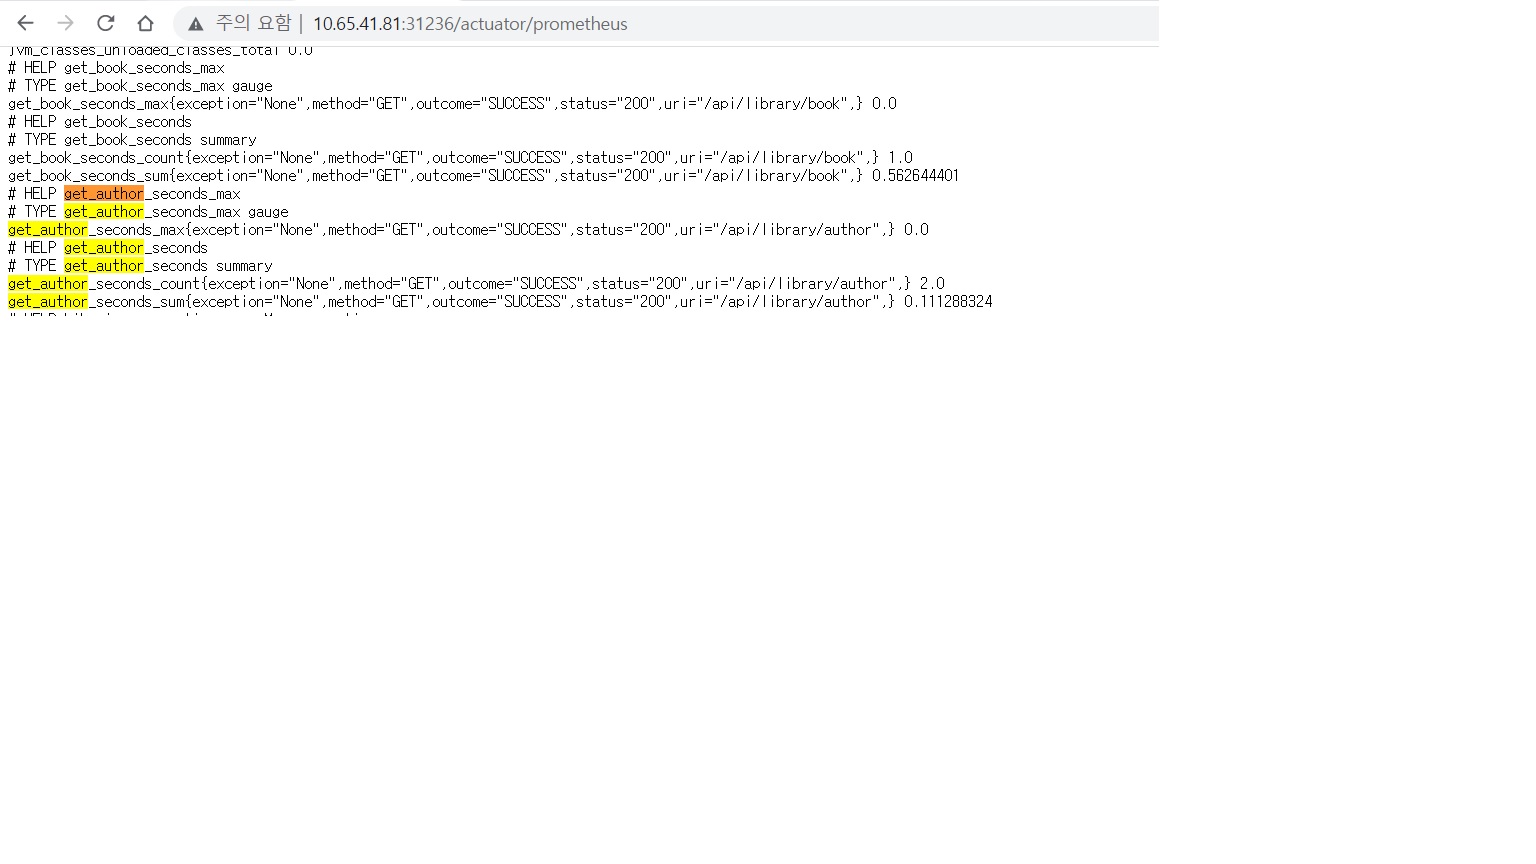 주의 요함 | 10.65.41.81:31236/actuator/prometheus
jvm_classes_unloaded_classes_total 0.0
# HELP get_book_seconds_max
# TYPE get_book_seconds_max gauge
get_book_seconds_max{exception="None",method="GET",outcome="SUCCESS",status="200",uri="/api/library/book",} 0.0
# HELP get_book_seconds
# TYPE get_book_seconds summary
get_book_seconds_count{exception="None",method="GET",outcome="SUCCESS",status="200",uri="/api/library/book",} 1.0
get_book_seconds_sum{exception="None",method="GET",outcome="SUCCESS",status="200",uri="/api/library/book",} 0.562644401
# HELP get_author_seconds_max
# TYPE get_author_seconds_max gauge
get_author_seconds_max{exception="None",method="GET",outcome="SUCCESS",status="200",uri="/api/library/author",} 0.0
# HELP get_author_seconds
# TYPE get_author_seconds summary
get_author_seconds_count{exception="None",method="GET",outcome="SUCCESS",status="200",uri="/api/library/author",} 2.0
get_author_seconds_sum{exception="None",method="GET",outcome="SUCCESS",status="200",uri="/api/library/author",} 0.111288324
# HELP